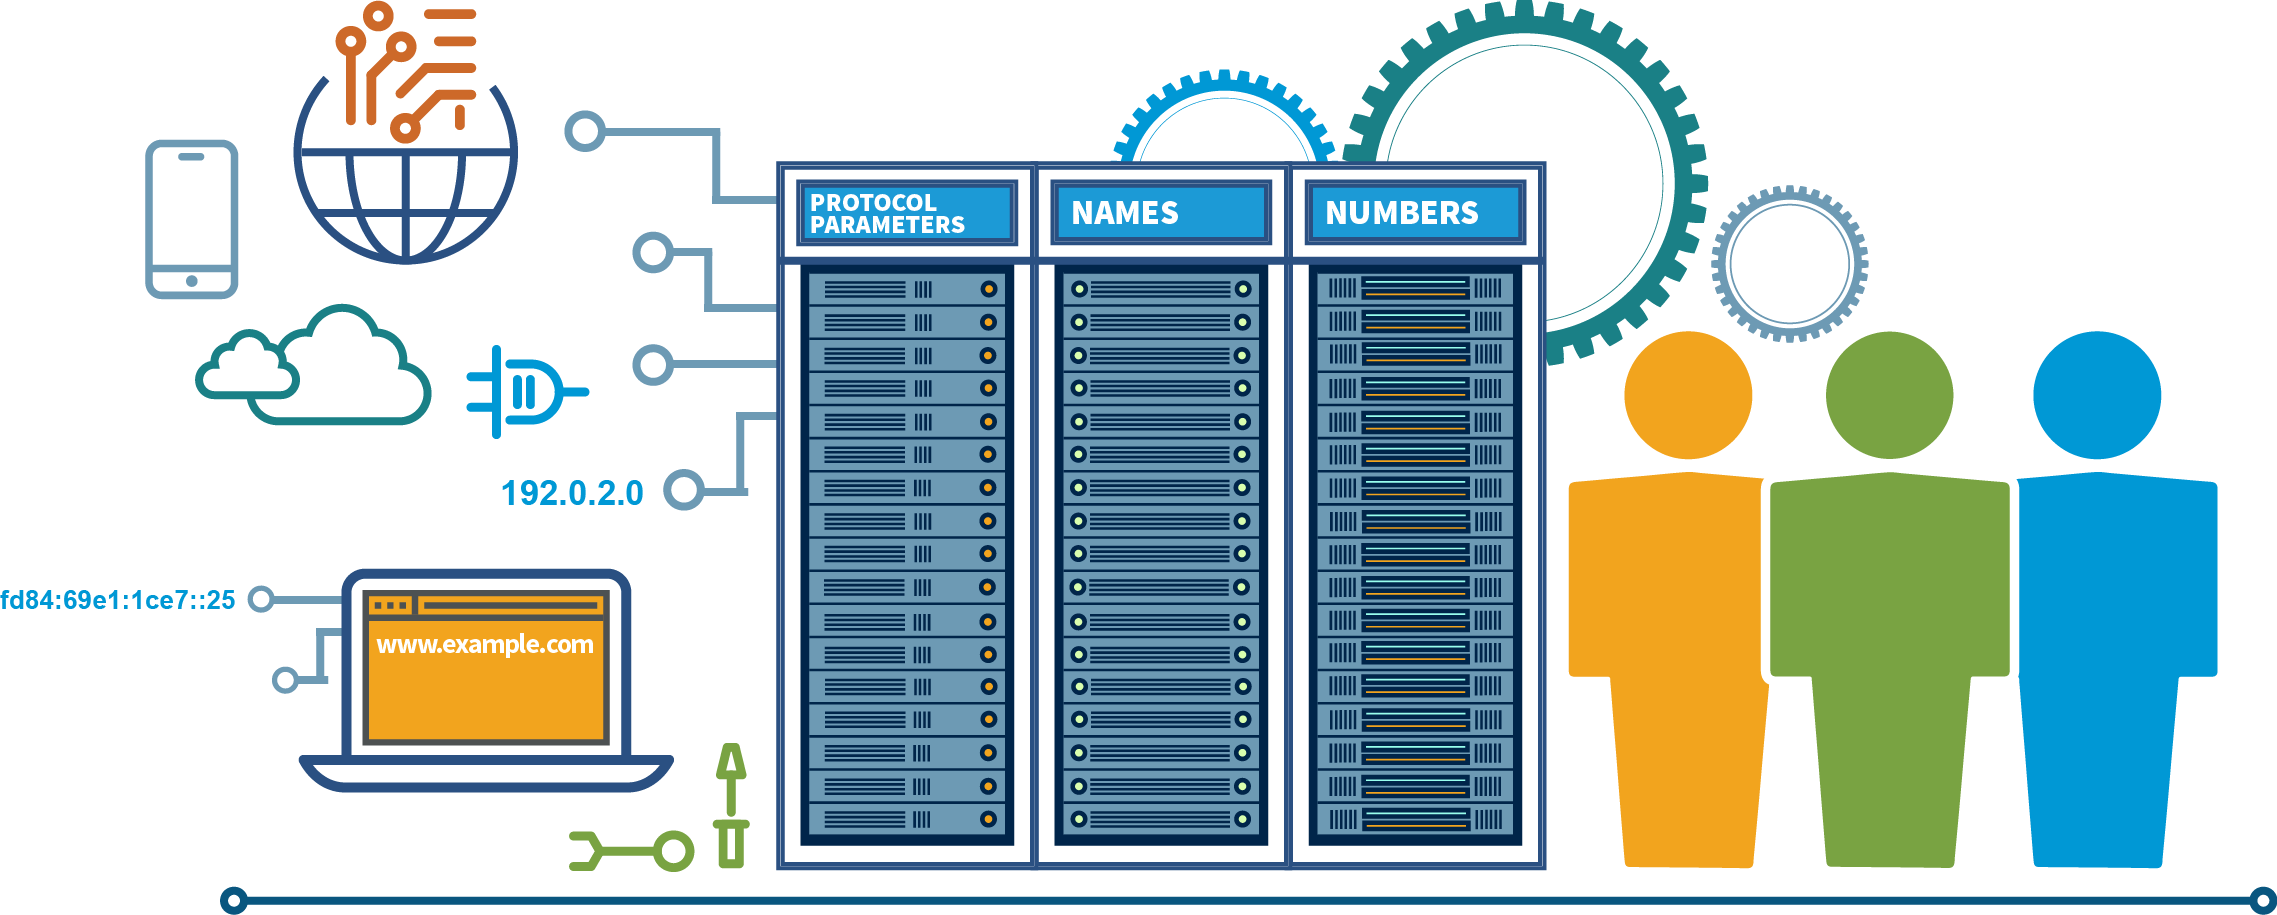 PROTOCOL
PARAMETERS
NAMES
NUMBERS
192.0.2.0
fd84:69e1:1ce7::25
www.example.com